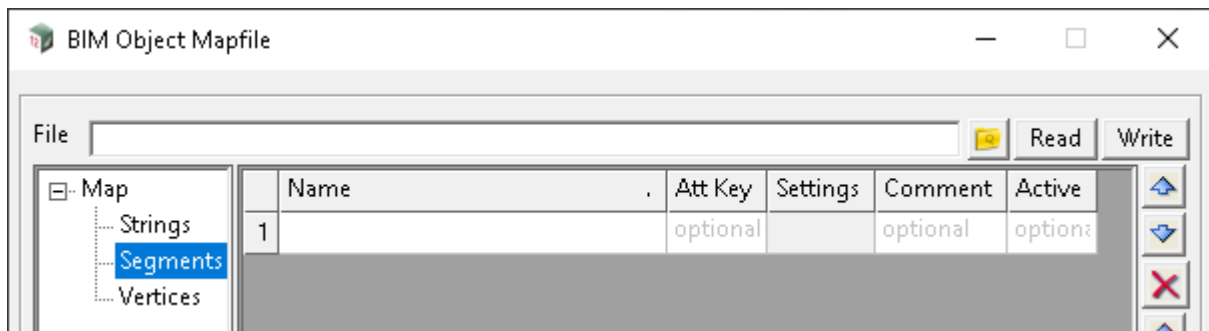 BIM Object Mapfile
File Read Write
Map Name Att Key Settings Comment Active
Strings 1 optional optional optiona
Segments
Vertices